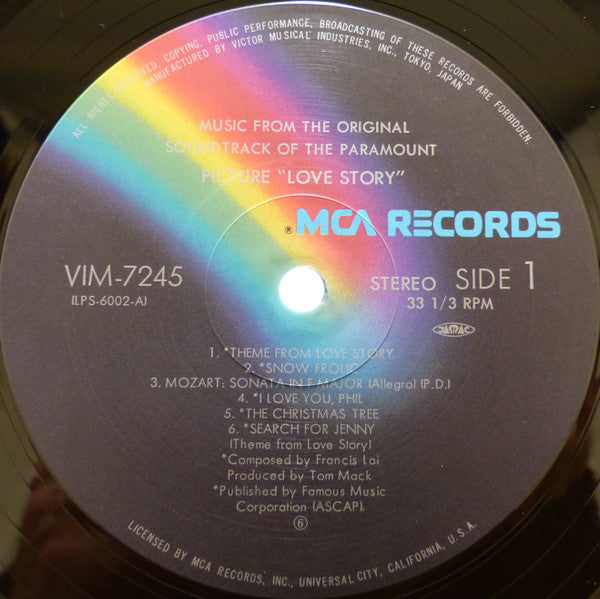 ALL RIGHTS RESERVED. COPYING, PUBLIC PERFORMANCE, BROADCASTING OF THESE RECORDS ARE FORBIDDEN.
MANUFACTURED BY VICTOR MUSICAL INDUSTRIES, INC., TOKYO, JAPAN
MUSIC FROM THE ORIGINAL
SOUNDTRACK OF THE PARAMOUNT
PICTURE “LOVE STORY”
®MCA RECORDS
VIM-7245
(LPS-6002-A)
STEREO SIDE 1
33 1/3 RPM
JASRAC
1. *THEME FROM LOVE STORY
2. *SNOW FROLIC
3. MOZART: SONATA IN F MAJOR (Allegro) (P.D.)
4. *I LOVE YOU, PHIL
5. *THE CHRISTMAS TREE
6. *SEARCH FOR JENNY
(Theme from Love Story)
*Composed by Francis Lai
Produced by Tom Mack
*Published by Famous Music
Corporation (ASCAP).
⑥
LICENSED BY MCA RECORDS, INC., UNIVERSAL CITY, CALIFORNIA, U.S.A.